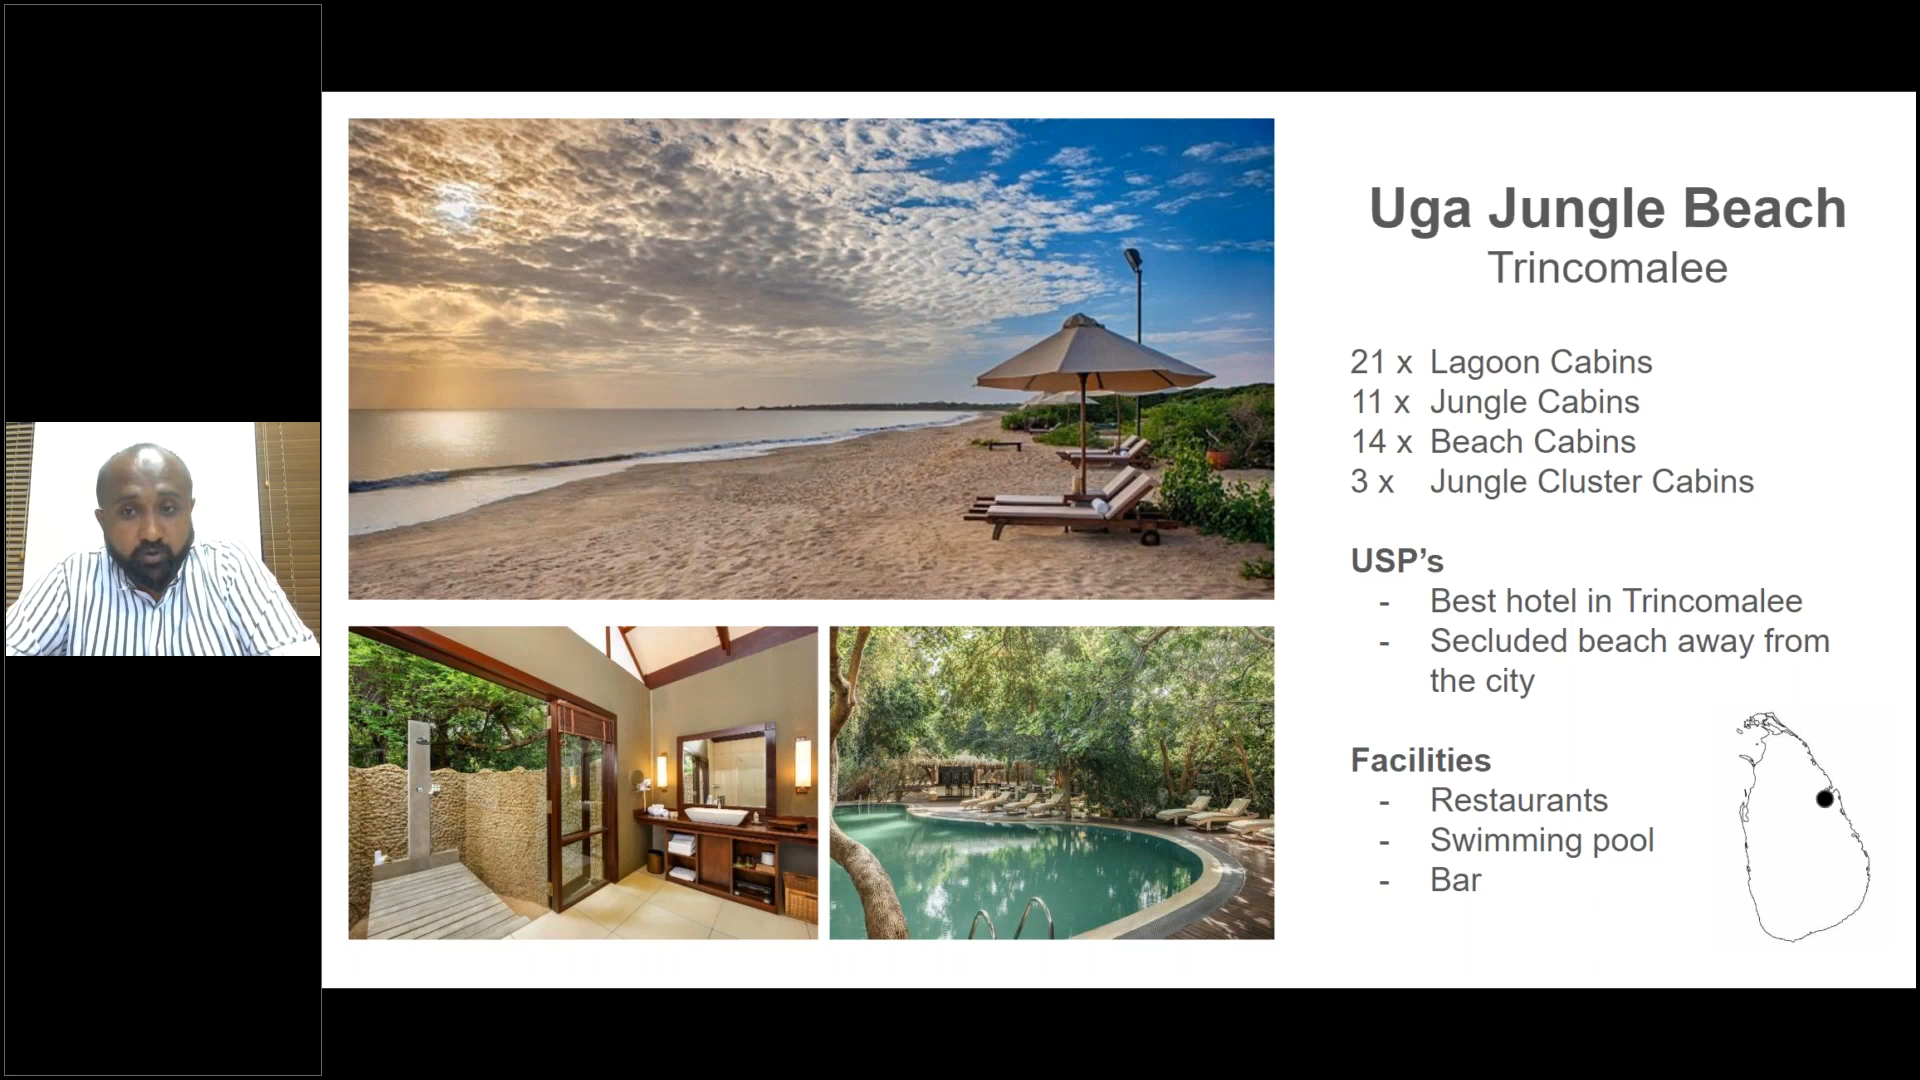 Uga Jungle Beach
Trincomalee
21 x Lagoon Cabins
11 x Jungle Cabins
14 x Beach Cabins
3 x Jungle Cluster Cabins
USP’s
- Best hotel in Trincomalee
- Secluded beach away from
the city
Facilities
- Restaurants
- Swimming pool
- Bar